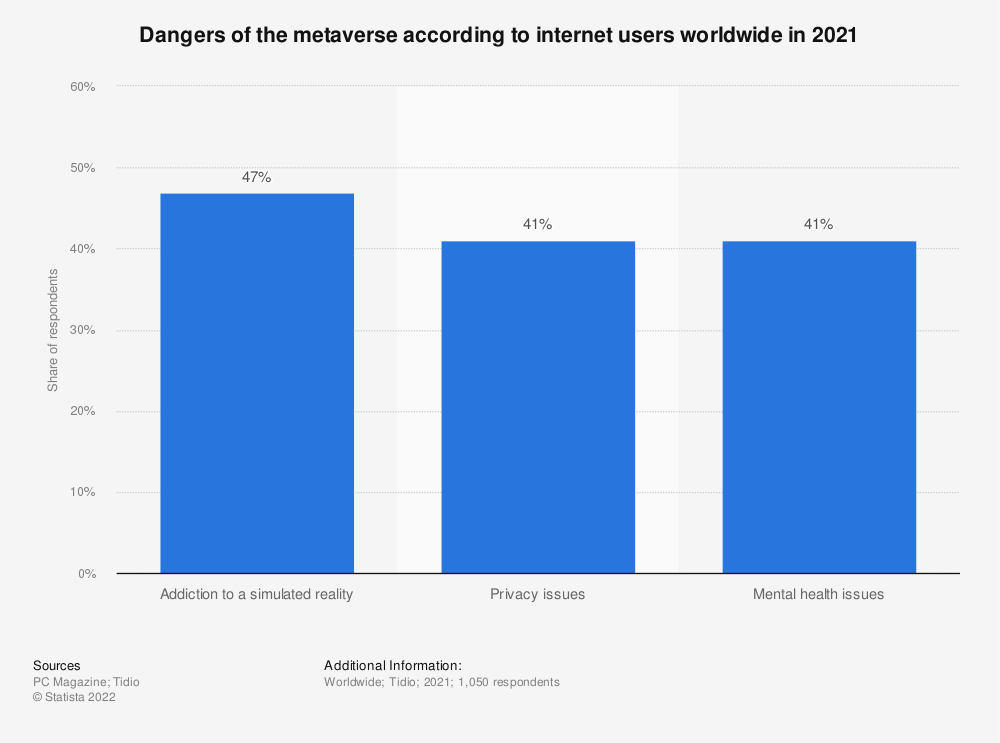 Dangers of the metaverse according to internet users worldwide in 2021
60%
50%
40%
30%
20%
10%
0%
Share of respondents
47%
41%
41%
Addiction to a simulated reality
Privacy issues
Mental health issues
Sources
PC Magazine; Tidio
© Statista 2022
Additional Information:
Worldwide; Tidio; 2021; 1,050 respondents